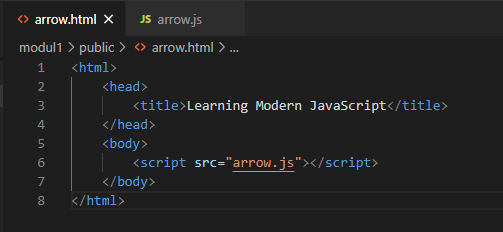 arrow.html arrow.js
modul1 > public > arrow.html > ...
1 <html>
2 <head>
3 <title>Learning Modern JavaScript</title>
4 </head>
5 <body>
6 <script src="arrow.js"></script>
7 </body>
8 </html>